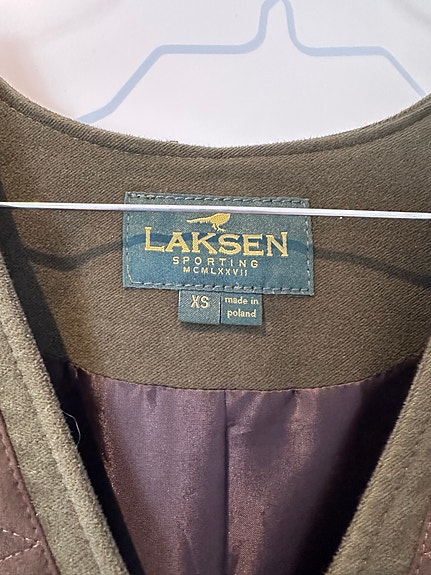 LAKSEN
SPORTING
MCMLXXVII
XS
made in
poland